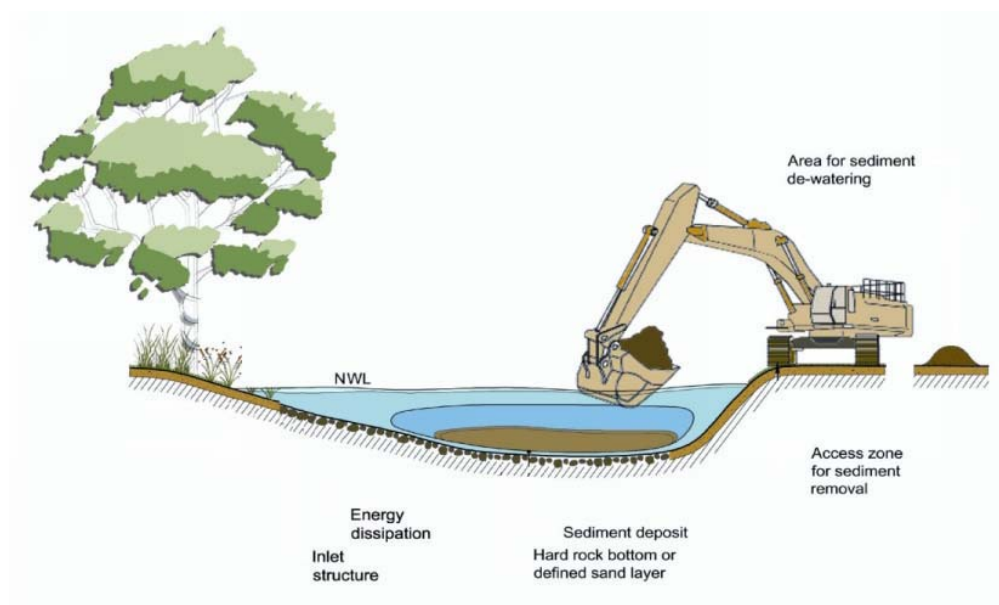 Area for sediment
de-watering
NWL
Access zone
for sediment
removal
Energy
dissipation
Sediment deposit
Inlet
structure
Hard rock bottom or
defined sand layer